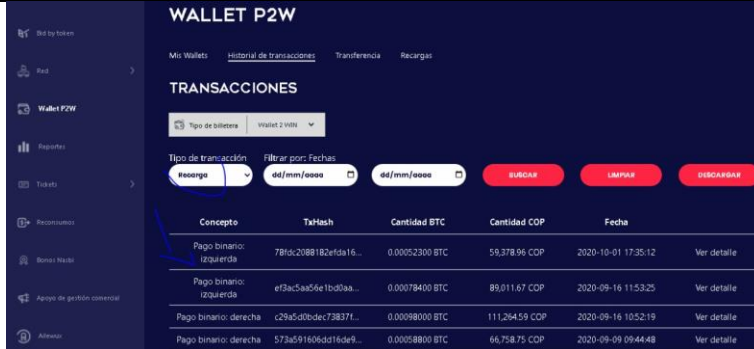 WALLET P2W
Bid by token
Red
Wallet P2W
Reportes
Tickets
Reconsumos
Bonos Nacto
Apoyo de gestión comercial
Mis Wallets Historial de transacciones Transferencia Recargas
TRANSACCIONES
Tipo de billetera Wallet 2 WIN
Tipo de transacción Filtrar por: Fechas
Recarga dd/mm/aaaa dd/mm/aaaa BUSCAR LIMPIAR DESCARGAR
Concepto TxHash Cantidad BTC Cantidad COP Fecha
Pago binario:
izquierda 78fdc2088182efda16... 0.00052300 BTC 59,378.96 COP 2020-10-01 17:35:12 Ver detalle
Pago binario:
izquierda ef3ac5aa56e1bd0aa... 0.00078400 BTC 89,011.67 COP 2020-09-16 11:53:25 Ver detalle
Pago binario: derecha c29a5d0bdec73837f... 0.00098000 BTC 111,264.59 COP 2020-09-16 10:52:19 Ver detalle
Pago binario: derecha 573a591606dd16de9... 0.00058800 BTC 66,758.75 COP 2020-09-09 09:44:48 Ver detalle